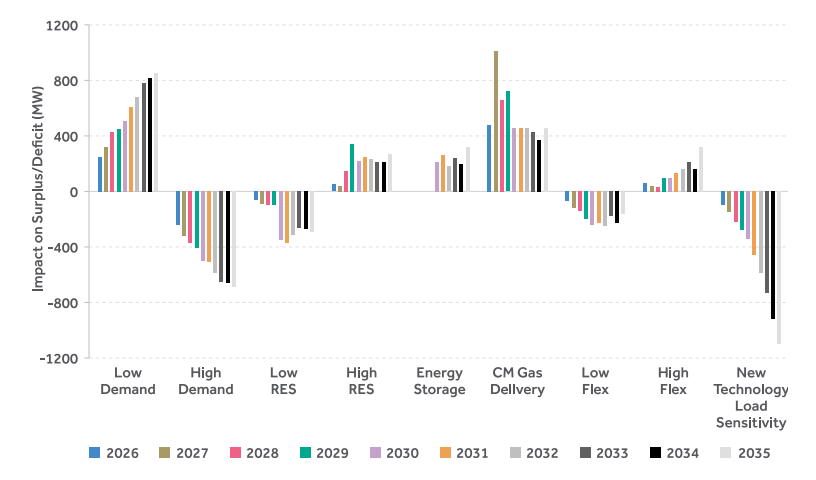 1200
800
400
0
-400
-800
-1200
Impact on Surplus/Deficit (MW)
Low
Demand
High
Demand
Low
RES
High
RES
Energy
Storage
CM Gas
Dellvery
Low
Flex
High
Flex
New
Technology
Load
Sensitivity
2026 2027 2028 2029 2030 2031 2032 2033 2034 2035